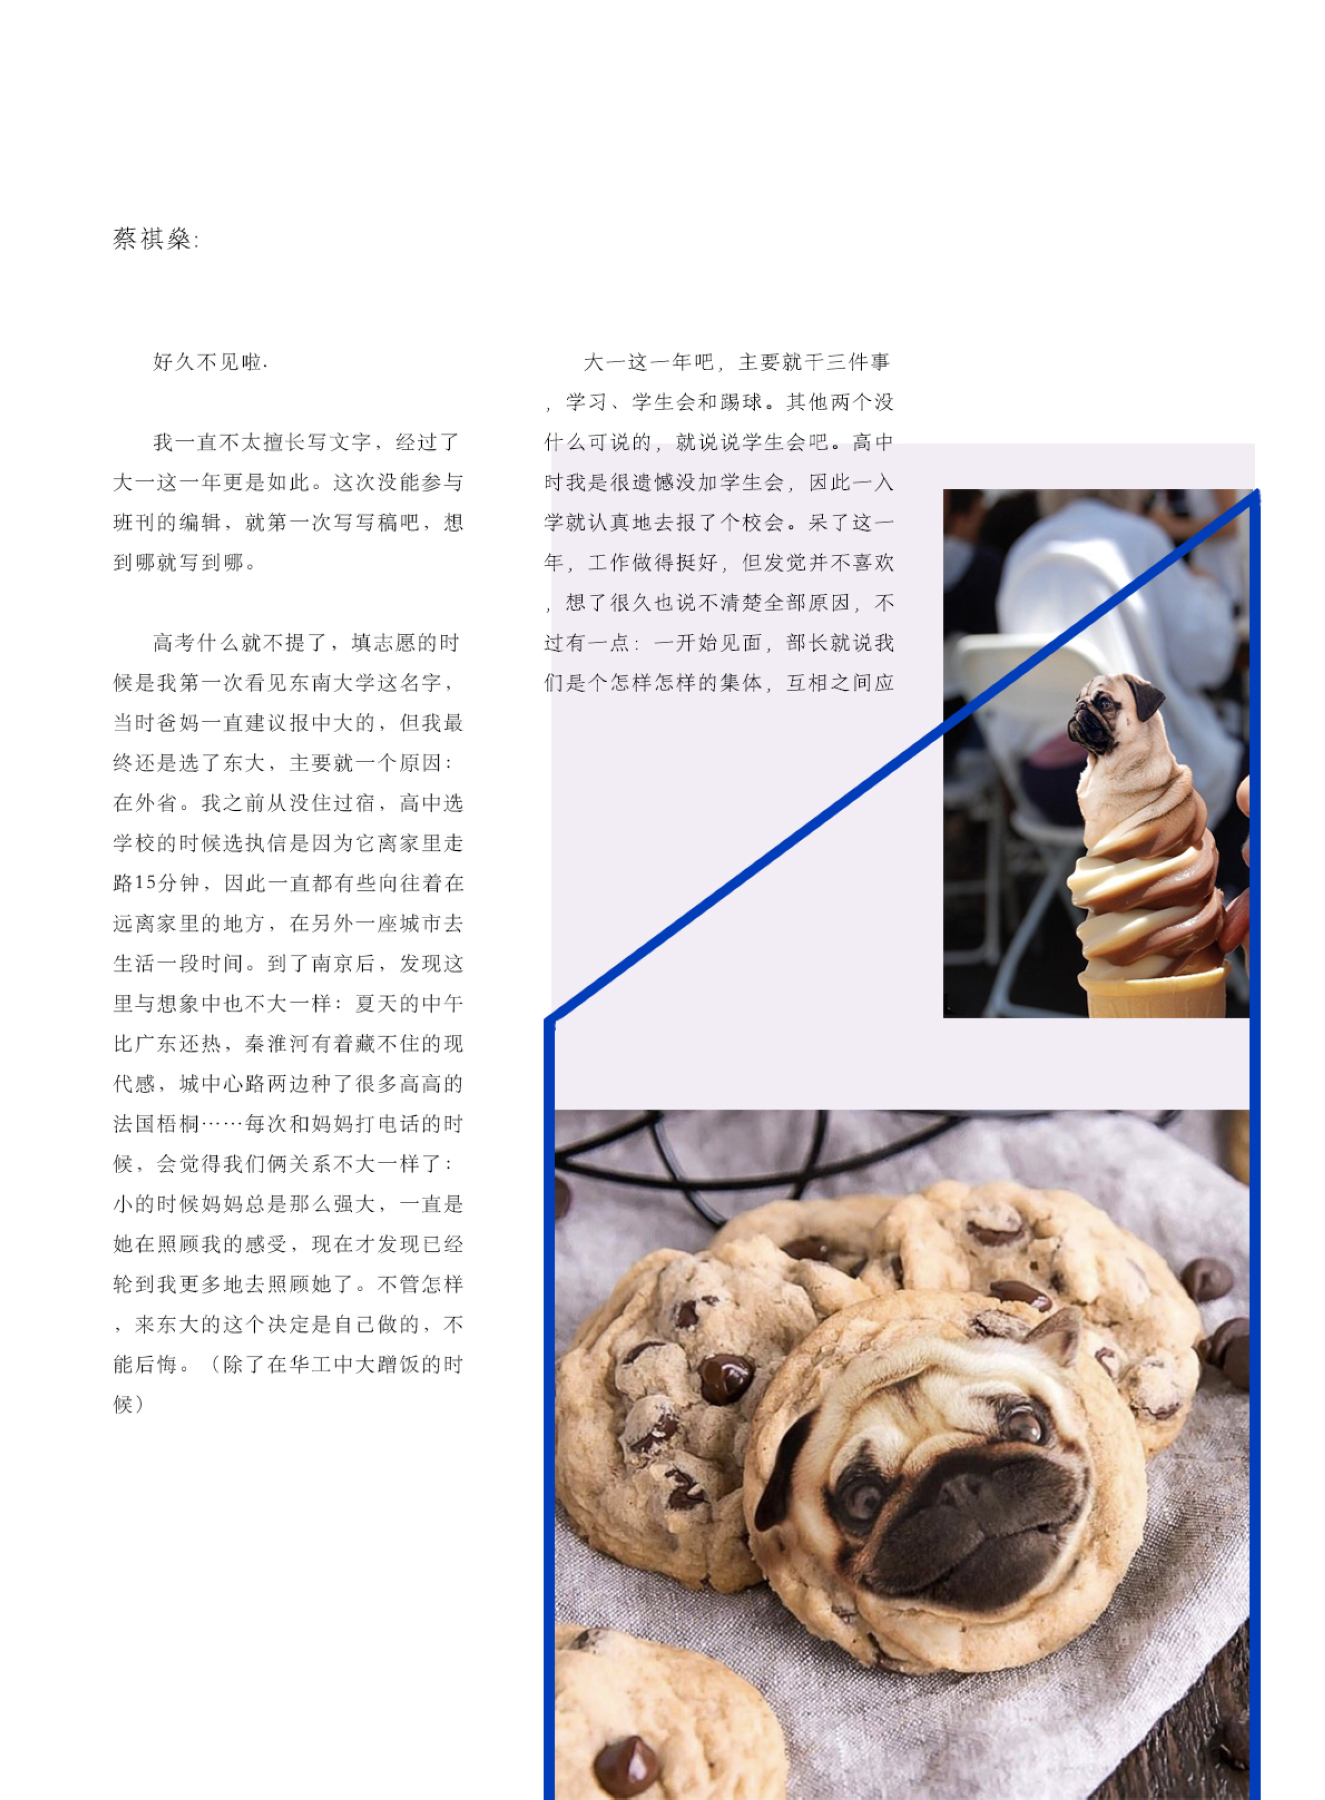 蔡祺燊:
好久不见啦.
我一直不太擅长写文字，经过了
大一这一年更是如此。这次没能参与
班刊的编辑，就第一次写写稿吧，想
到哪就写到哪。
高考什么就不提了，填志愿的时
候是我第一次看见东南大学这名字，
当时爸妈一直建议报中大的，但我最
终还是选了东大，主要就一个原因：
在外省。我之前从没住过宿，高中选
学校的时候选执信是因为它离家里走
路15分钟，因此一直都有些向往着在
远离家里的地方，在另外一座城市去
生活一段时间。到了南京后，发现这
里与想象中也不大一样：夏天的中午
比广东还热，秦淮河有着藏不住的现
代感，城中心路两边种了很多高高的
法国梧桐……每次和妈妈打电话的时
候，会觉得我们俩关系不大一样了：
小的时候妈妈总是那么强大，一直是
她在照顾我的感受，现在才发现已经
轮到我更多地去照顾她了。不管怎样
，来东大的这个决定是自己做的，不
能后悔。（除了在华工中大蹭饭的时
候）
大一这一年吧，主要就干三件事
，学习、学生会和踢球。其他两个没
什么可说的，就说说学生会吧。高中
时我是很遗憾没加学生会，因此一入
学就认真地去报了个校会。呆了这一
年，工作做得挺好，但发觉并不喜欢
，想了很久也说不清楚全部原因，不
过有一点：一开始见面，部长就说我
们是个怎样怎样的集体，互相之间应